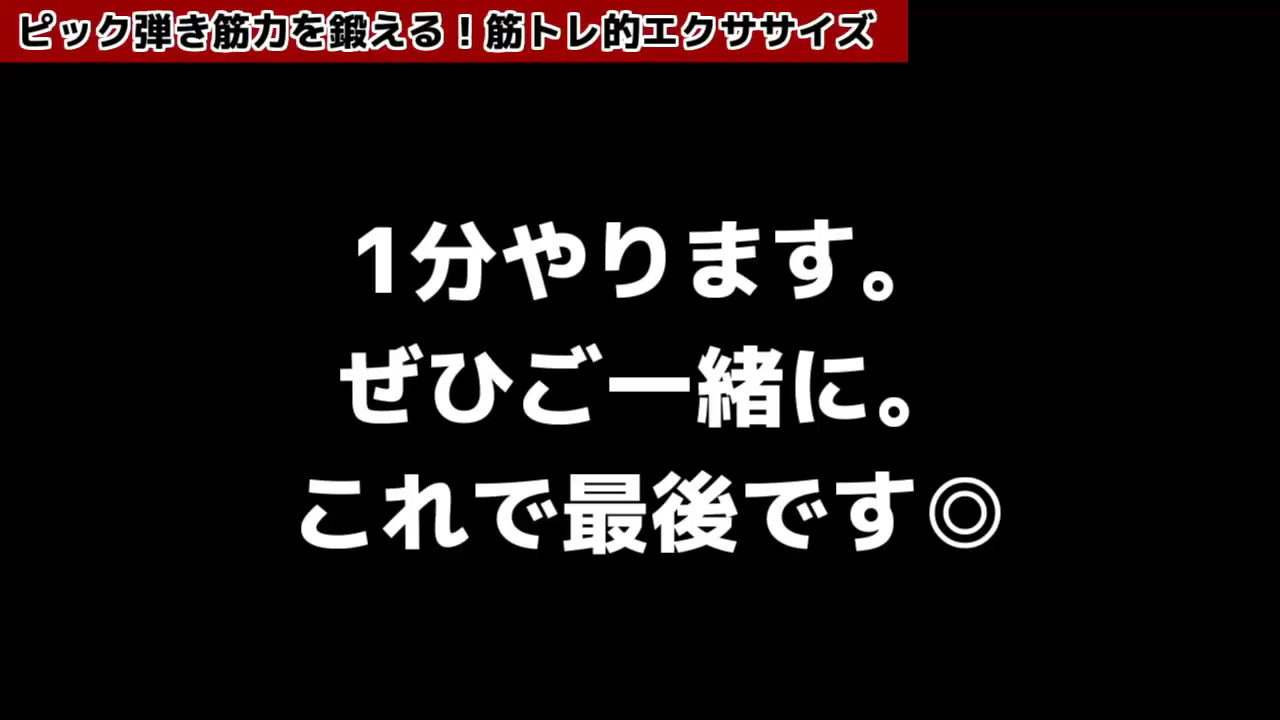 ピック弾き筋力を鍛える！筋トレ的エクササイズ
1分やります。
ぜひご一緒に。
これで最後です◎